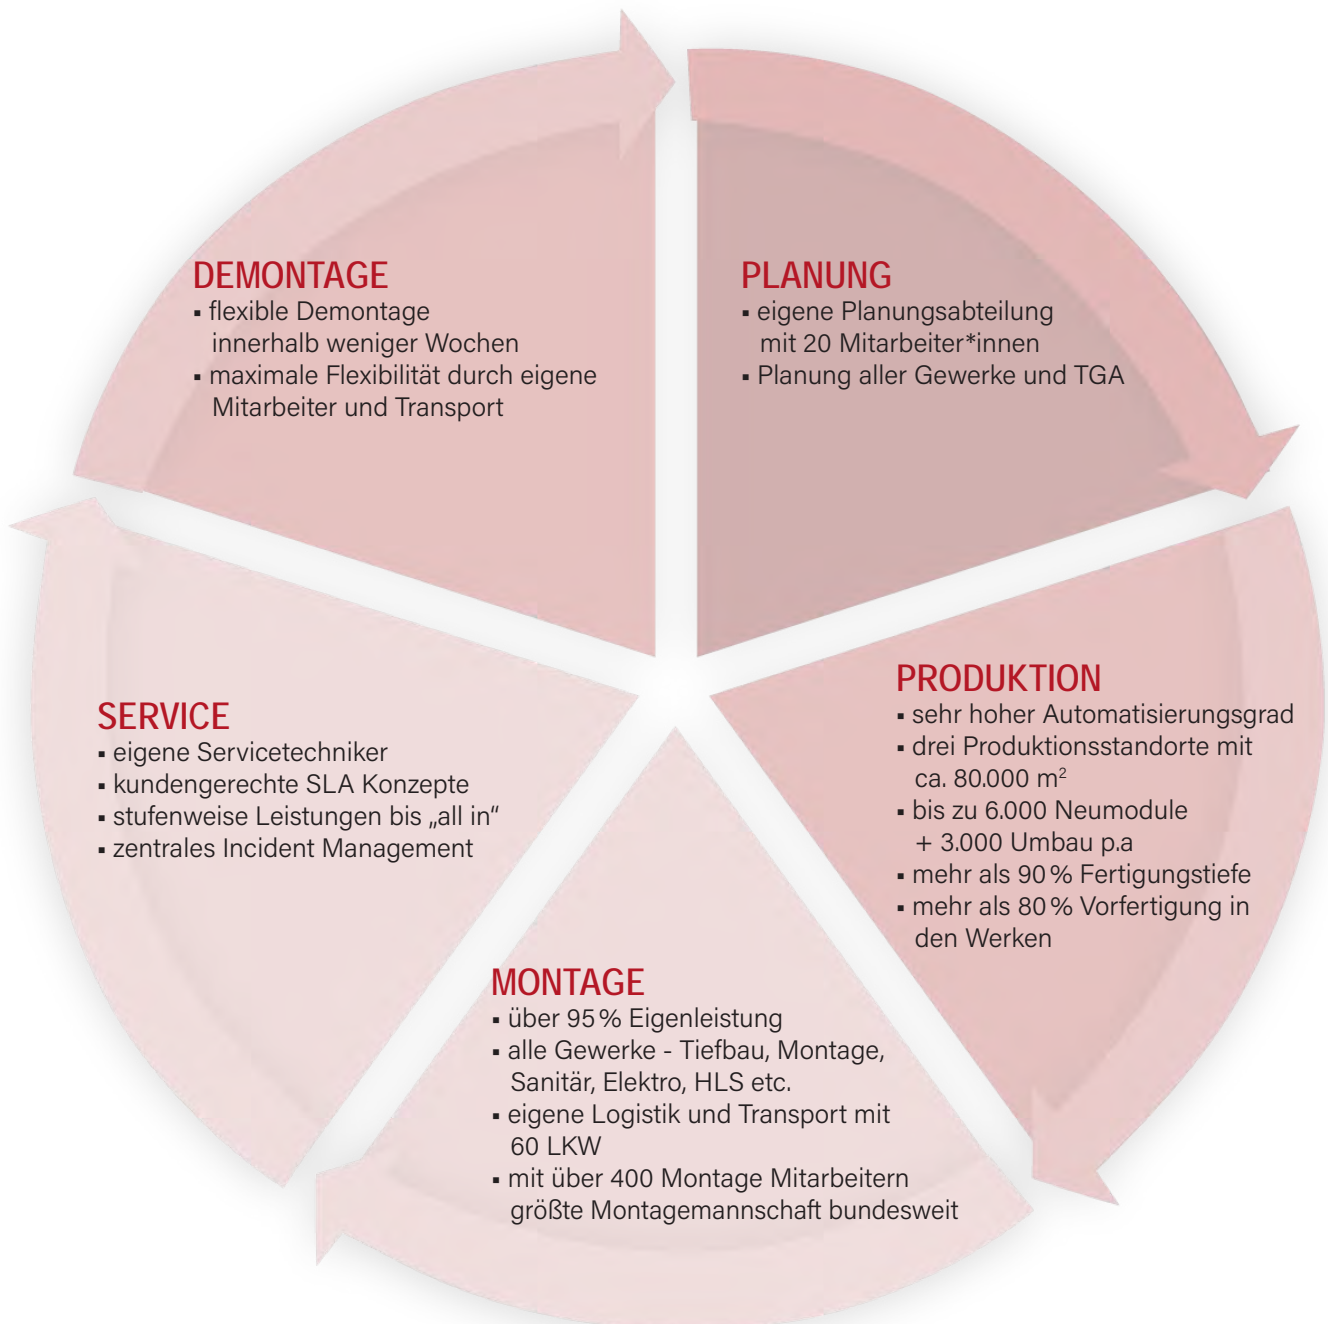 DEMONTAGE
▪ flexible Demontage
innerhalb weniger Wochen
▪ maximale Flexibilität durch eigene
Mitarbeiter und Transport
PLANUNG
▪ eigene Planungsabteilung
mit 20 Mitarbeiter*innen
▪ Planung aller Gewerke und TGA
PRODUKTION
▪ sehr hoher Automatisierungsgrad
▪ drei Produktionsstandorte mit
ca. 80.000 m²
▪ bis zu 6.000 Neumodule
+ 3.000 Umbau p.a
▪ mehr als 90 % Fertigungstiefe
▪ mehr als 80 % Vorfertigung in
den Werken
SERVICE
▪ eigene Servicetechniker
▪ kundengerechte SLA Konzepte
▪ stufenweise Leistungen bis „all in“
▪ zentrales Incident Management
MONTAGE
▪ über 95 % Eigenleistung
▪ alle Gewerke - Tiefbau, Montage,
Sanitär, Elektro, HLS etc.
▪ eigene Logistik und Transport mit
60 LKW
▪ mit über 400 Montage Mitarbeitern
größte Montagemannschaft bundesweit